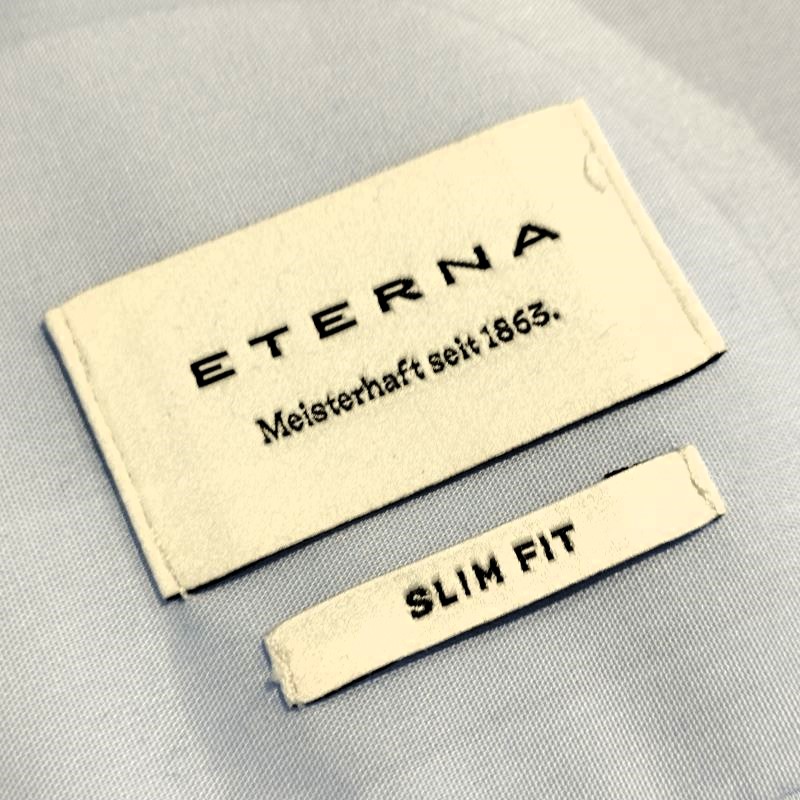 ETERNA
Meisterhaft seit 1863.
SLIM FIT